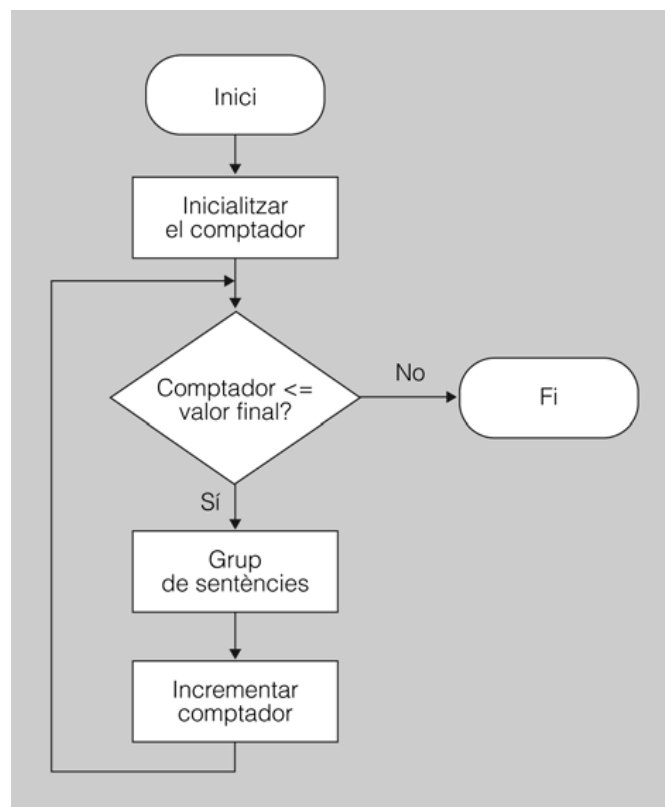 Inici
Inicialitzar
el comptador
Comptador <=
valor final?
No
Fi
Sí
Grup
de sentències
Incrementar
comptador